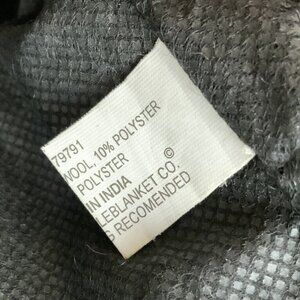 79791
WOOL, 10% POLYSTER
POLYSTER
IN INDIA
LEBLANKET CO.©
S RECOMENDED